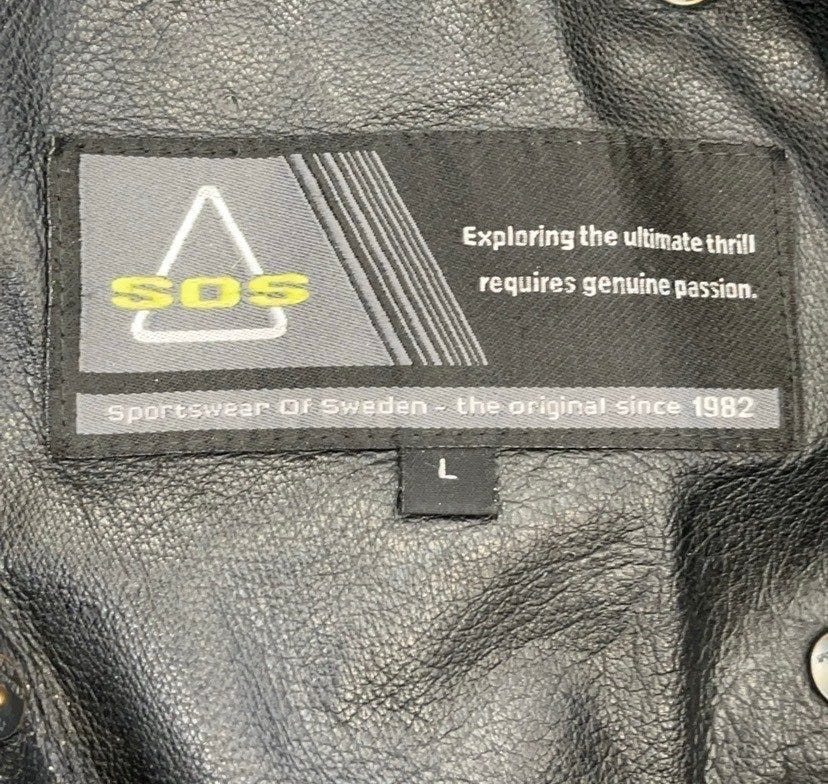 SOS
Exploring the ultimate thrill
requires genuine passion.
Sportswear Of Sweden - the original since 1982
L